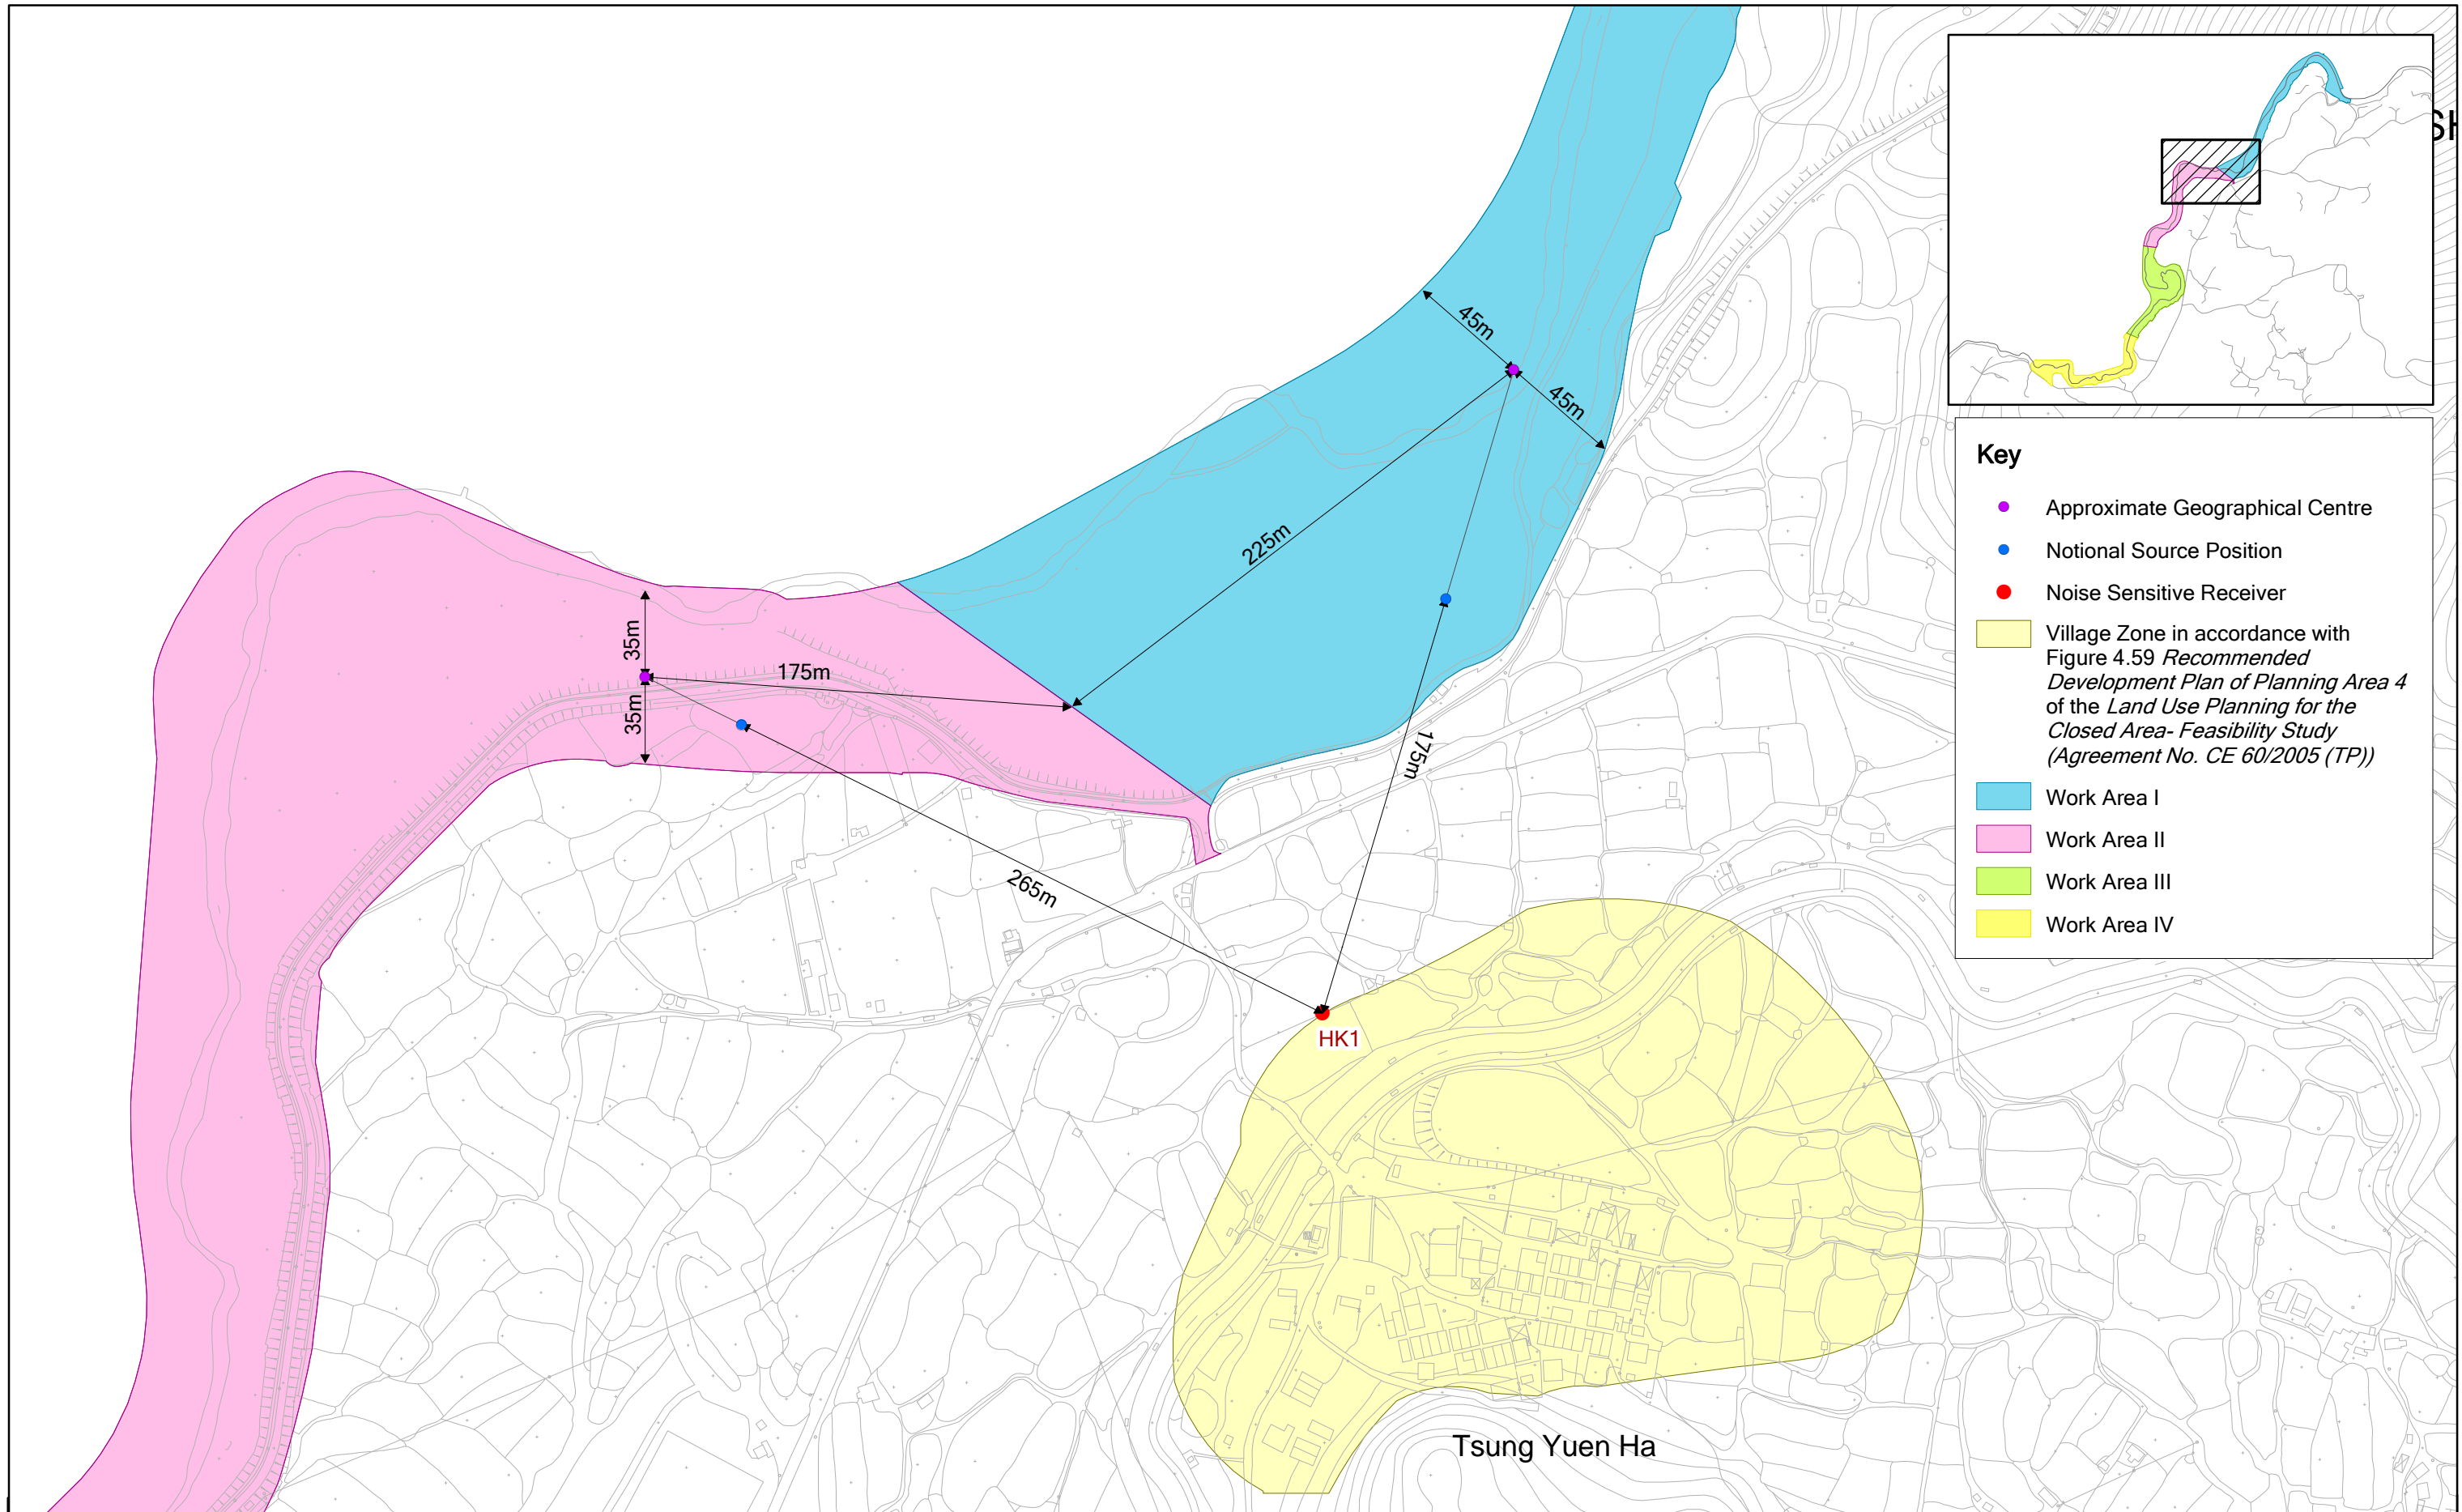 45m
45m
225m
35m
175m
35m
175m
265m
HK1
Tsung Yuen Ha
Key
Approximate Geographical Centre
Notional Source Position
Noise Sensitive Receiver
Village Zone in accordance with
Figure 4.59 Recommended
Development Plan of Planning Area 4
of the Land Use Planning for the
Closed Area- Feasibility Study
(Agreement No. CE 60/2005 (TP))
Work Area I
Work Area II
Work Area III
Work Area IV